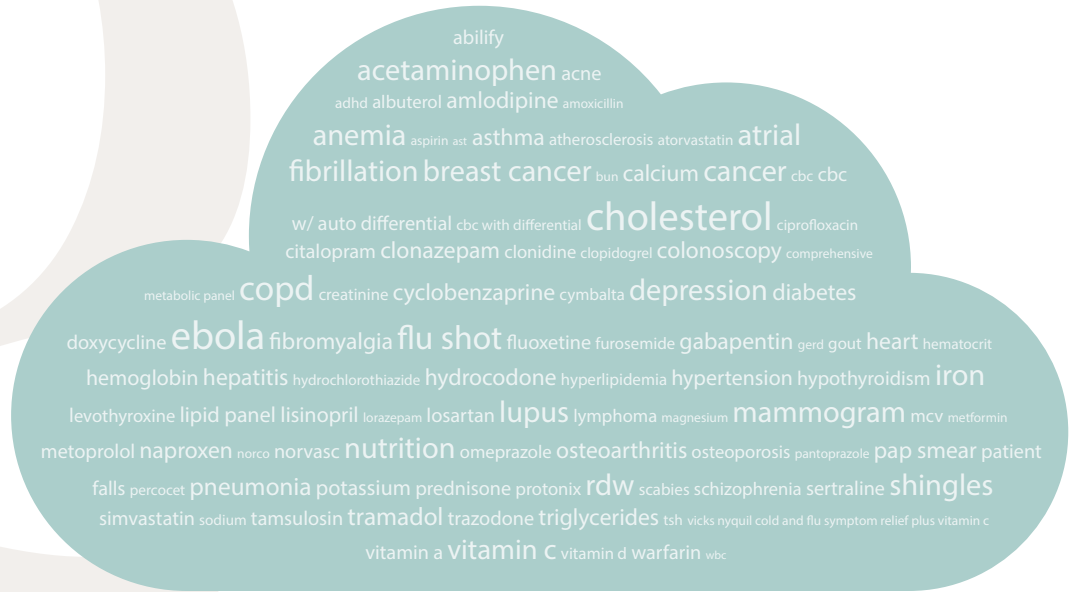 abilify
acetaminophen acne
adhd albuterol amlodipine amoxicillin
anemia aspirin ast asthma atherosclerosis atorvastatin atrial
fibrillation breast cancer bun calcium cancer cbc cbc
w/ auto differential cbc with differential cholesterol ciprofloxacin
citalopram clonazepam clonidine clopidogrel colonoscopy comprehensive
metabolic panel copd creatinine cyclobenzaprine cymbalta depression diabetes
doxycycline ebola fibromyalgia flu shot fluoxetine furosemide gabapentin gerd gout heart hematocrit
hemoglobin hepatitis hydrochlorothiazide hydrocodone hyperlipidemia hypertension hypothyroidism iron
levothyroxine lipid panel lisinopril lorazepam losartan lupus lymphoma magnesium mammogram mcv metformin
metoprolol naproxen norco norvasc nutrition omeprazole osteoarthritis osteoporosis pantoprazole pap smear patient
falls percocet pneumonia potassium prednisone protonix rdw scabies schizophrenia sertraline shingles
simvastatin sodium tamsulosin tramadol trazodone triglycerides tsh vicks nyquil cold and flu symptom relief plus vitamin c
vitamin a vitamin c vitamin d warfarin wbc